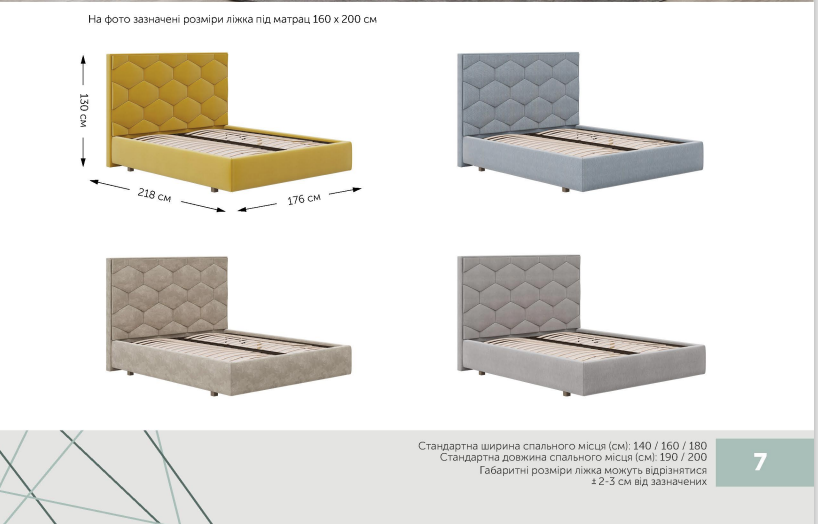 На фото зазначені розміри ліжка під матрац 160 х 200 см
130 см
218 см
176 см
Стандартна ширина спального місця (см): 140 / 160 / 180
Стандартна довжина спального місця (см): 190 / 200
Габаритні розміри ліжка можуть відрізнятися
± 2-3 см від зазначених
7